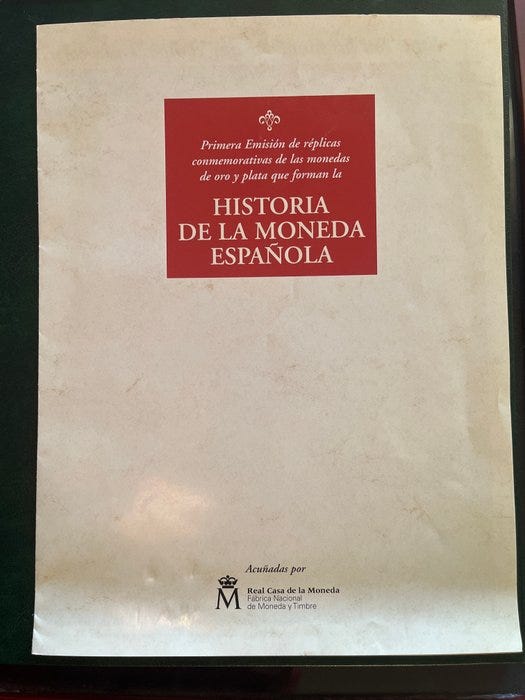 Primera Emisión de réplicas
conmemorativas de las monedas
de oro y plata que forman la
HISTORIA
DE LA MONEDA
ESPAÑOLA
Acuñadas por
M
Real Casa de la Moneda
Fábrica Nacional
de Moneda y Timbre